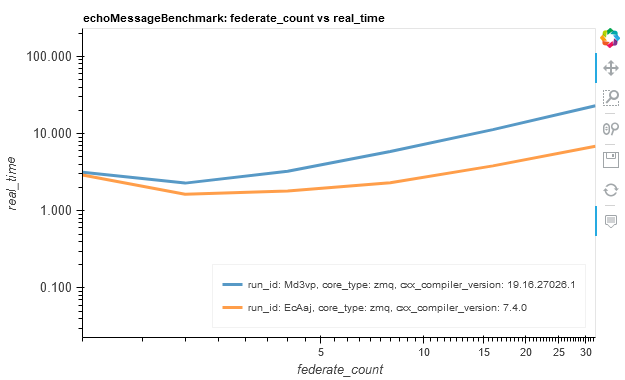 echoMessageBenchmark: federate_count vs real_time
100.000
10.000
1.000
0.100
real_time
run_id: Md3vp, core_type: zmq, cxx_compiler_version: 19.16.27026.1
run_id: EcAaj, core_type: zmq, cxx_compiler_version: 7.4.0
5 10 15 20 25 30
federate_count